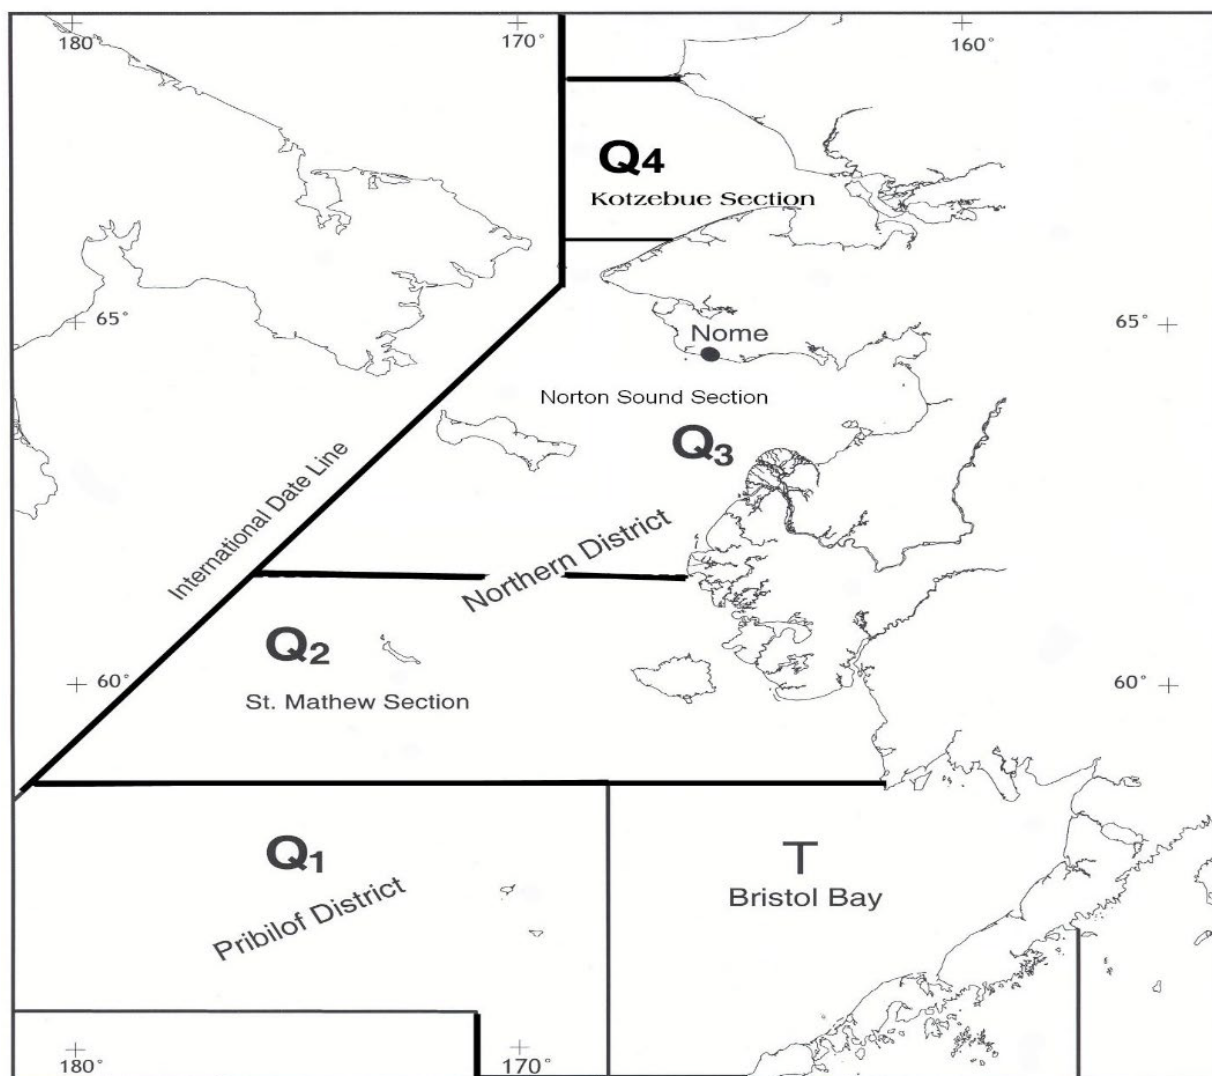 180°
170°
160°
Q4
Kotzebue Section
65°
65°
Nome
Norton Sound Section
Q3
International Date Line
Northern District
Q2
60°
60°
St. Mathew Section
Q1
T
Bristol Bay
Pribilof District
180°
170°